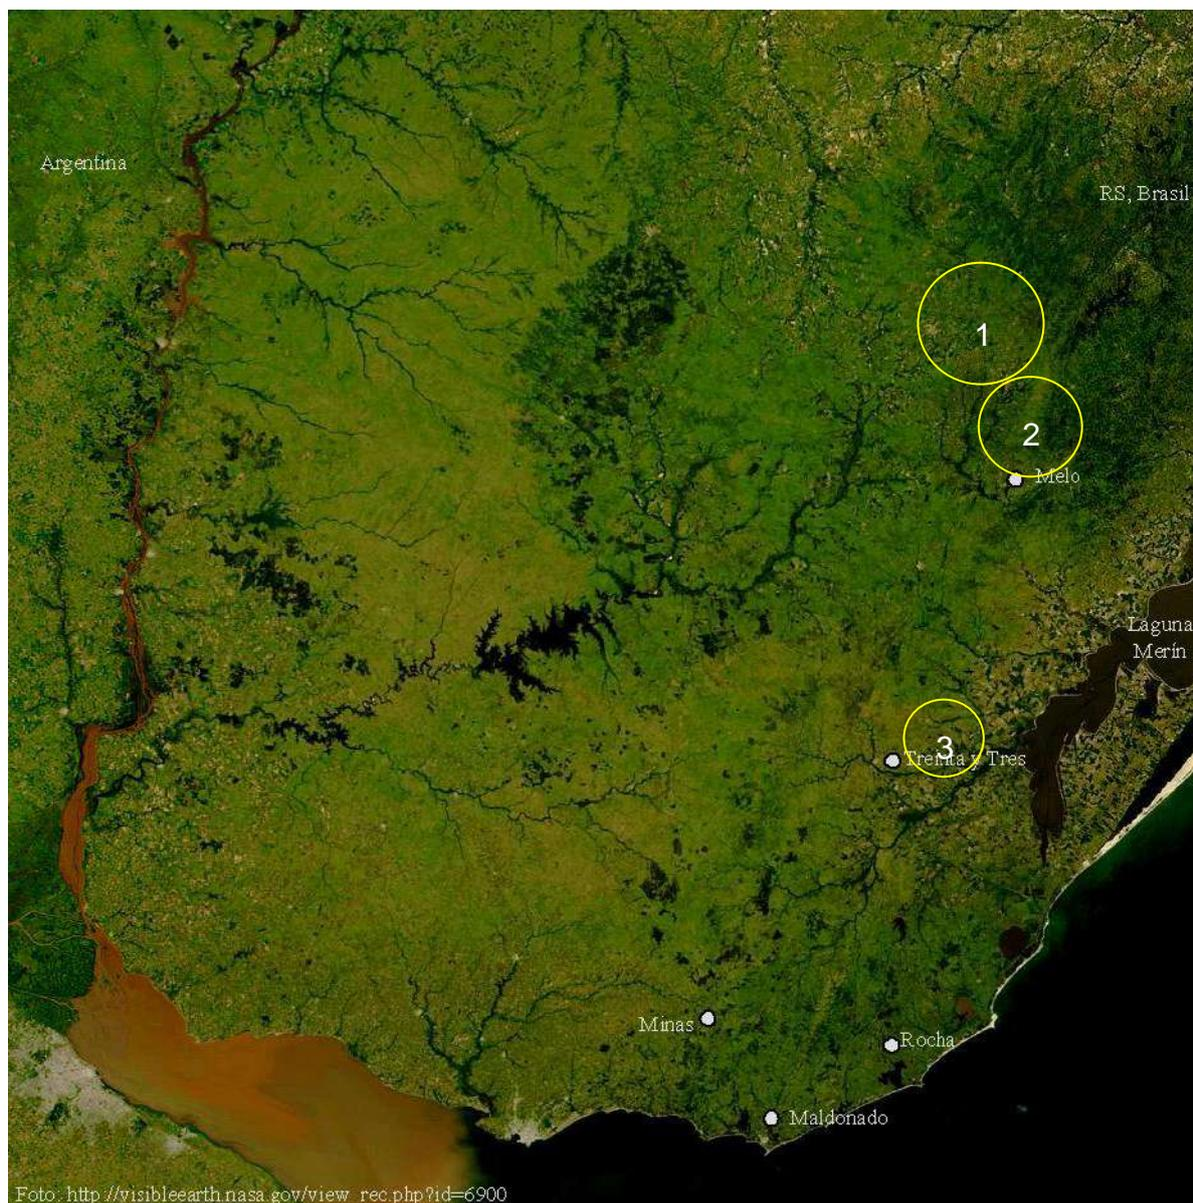 Argentina
RS, Brasil
1
2
Melo
Laguna
Merín
3
Treinta y Tres
Minas
Rocha
Maldonado
Foto: http://visibleearth.nasa.gov/view_rec.php?id=6900